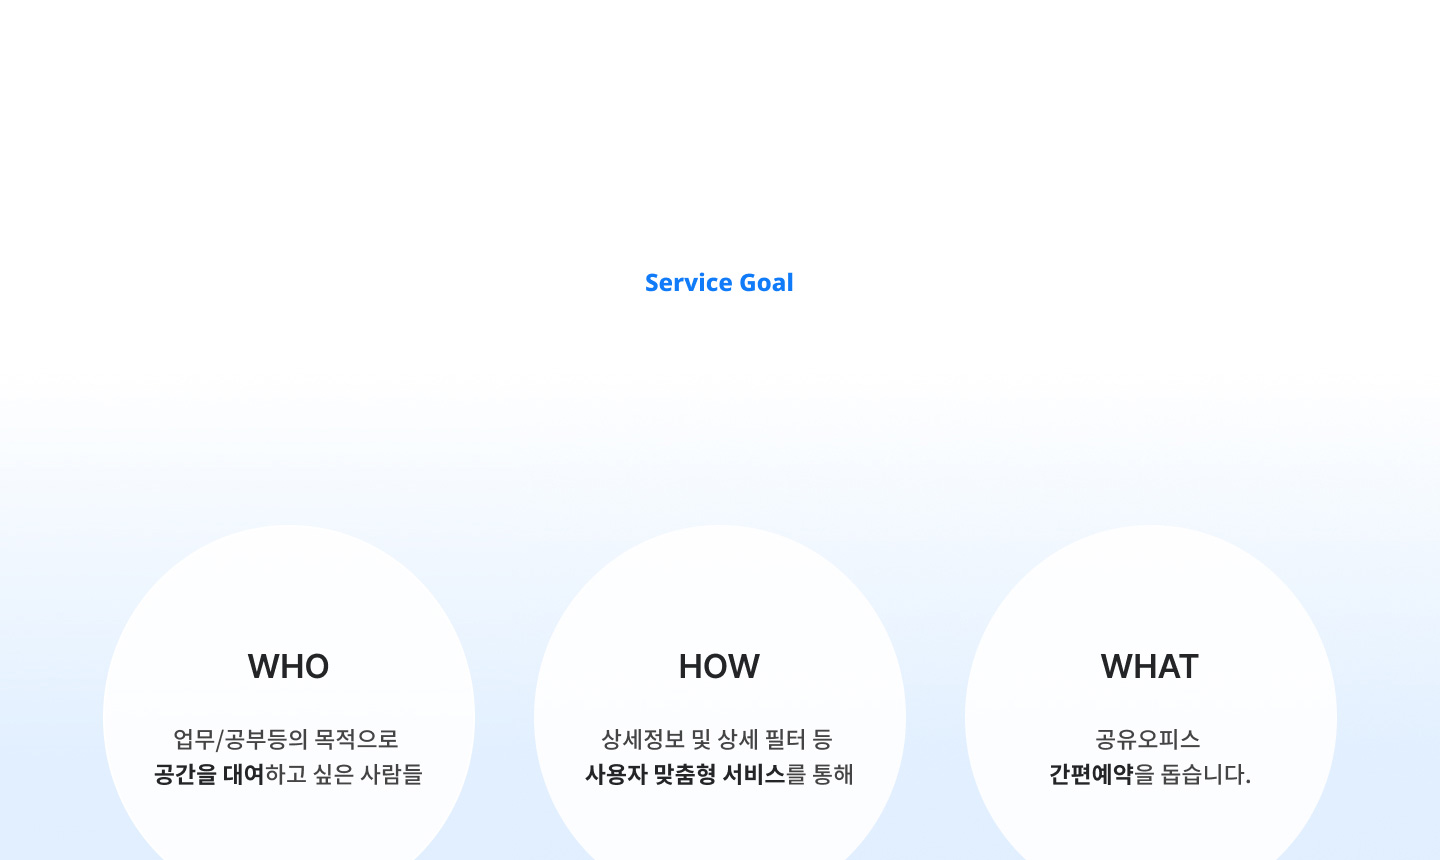 Service Goal
WHO
업무/공부등의 목적으로
공간을 대여하고 싶은 사람들
HOW
상세정보 및 상세 필터 등
사용자 맞춤형 서비스를 통해
WHAT
공유오피스
간편예약을 돕습니다.